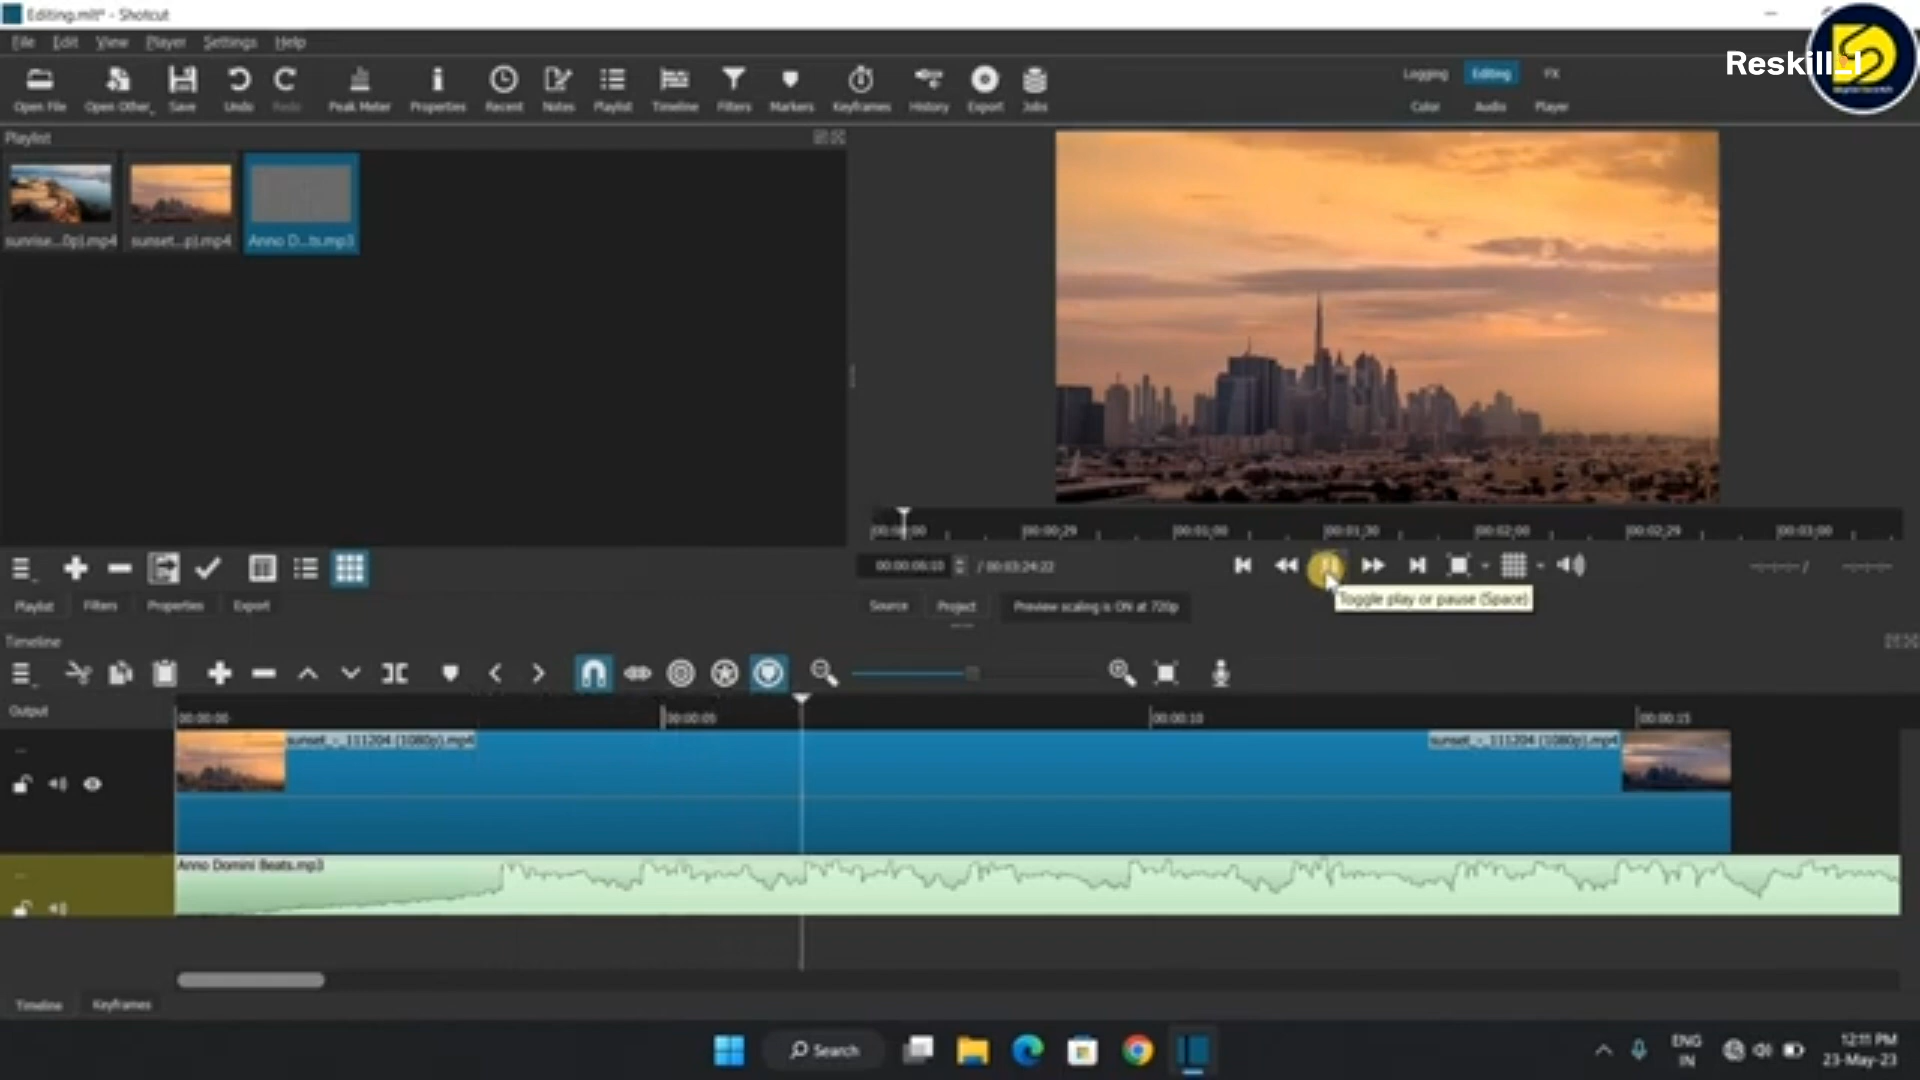 Editing.mlt* - Shotcut
File Edit View Player Settings Help
Reskill_I
Open File Open Other Save Undo Redo Peak Meter Properties Recent Notes Playlist Timeline Filters Markers Keyframes History Export Jobs
Logging Editing FX
Color Audio Player
Playlist
sunrise...0p).mp4 sunset...p).mp4 Anno D...ts.mp3
00:00:00 00:00:29 00:01:00 00:01:30 00:02:00 00:02:29 00:03:00
00:00:06:10 / 00:03:24:22 --:--:--:-- / --:--:--:--
Toggle play or pause (Space)
Playlist Filters Properties Export
Source Project Preview scaling is ON at 720p
Timeline
Output
00:00:00 00:00:05 00:00:10 00:00:15
sunset_-_111204 (1080p).mp4 sunset_-_111204 (1080p).mp4
Anno Domini Beats.mp3
Timeline Keyframes
Search
ENG
IN
12:11 PM
23-May-23